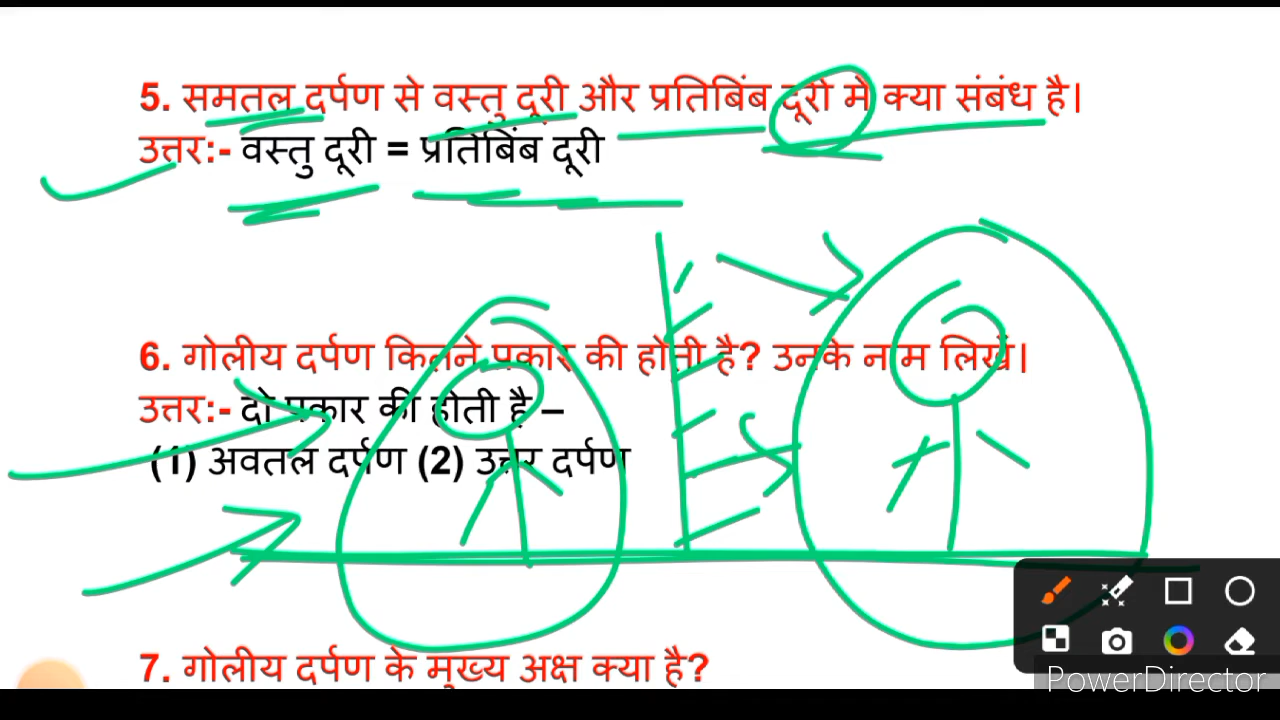 5. समतल दर्पण से वस्तु दूरी और प्रतिबिंब दूरी में क्या संबंध है।
उत्तर:- वस्तु दूरी = प्रतिबिंब दूरी
6. गोलीय दर्पण कितने प्रकार की होती है? उनके नाम लिखें।
उत्तर:- दो प्रकार की होती है –
(1) अवतल दर्पण (2) उत्तर दर्पण
7. गोलीय दर्पण के मुख्य अक्ष क्या है?
PowerDirector